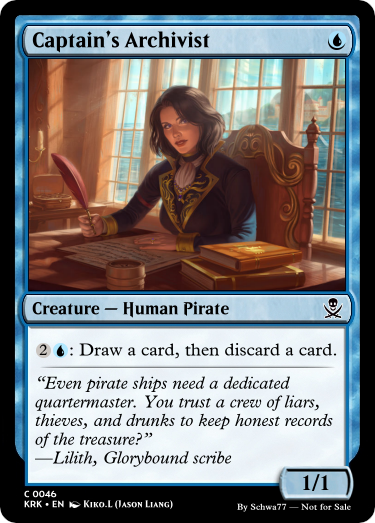 Captain's Archivist
Creature — Human Pirate
2 : Draw a card, then discard a card.
“Even pirate ships need a dedicated
quartermaster. You trust a crew of liars,
thieves, and drunks to keep honest records
of the treasure?”
—Lilith, Glorybound scribe
1/1
C 0046
KRK • EN Kiko.L (Jason Liang)
By Schwa77 — Not for Sale